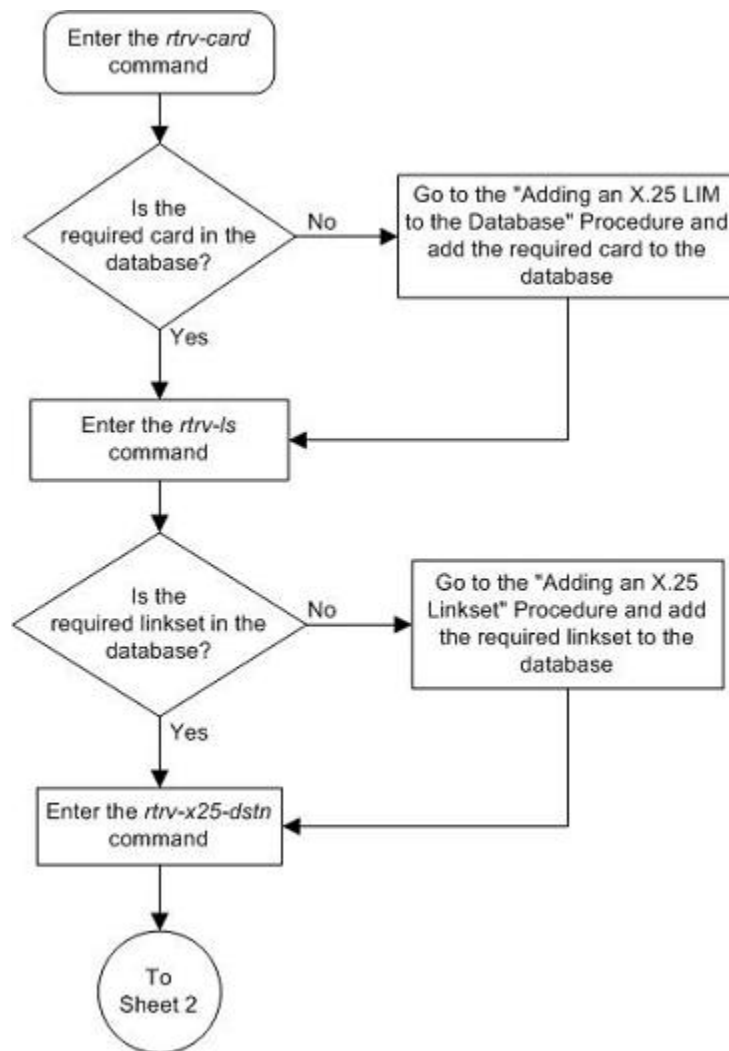 Enter the rtrv-card
command
Is the
required card in the
database?
No
Go to the "Adding an X.25 LIM
to the Database" Procedure and
add the required card to the
database
Yes
Enter the rtrv-ls
command
Is the
required linkset in the
database?
No
Go to the "Adding an X.25
Linkset" Procedure and add
the required linkset to the
database
Yes
Enter the rtrv-x25-dstn
command
To
Sheet 2